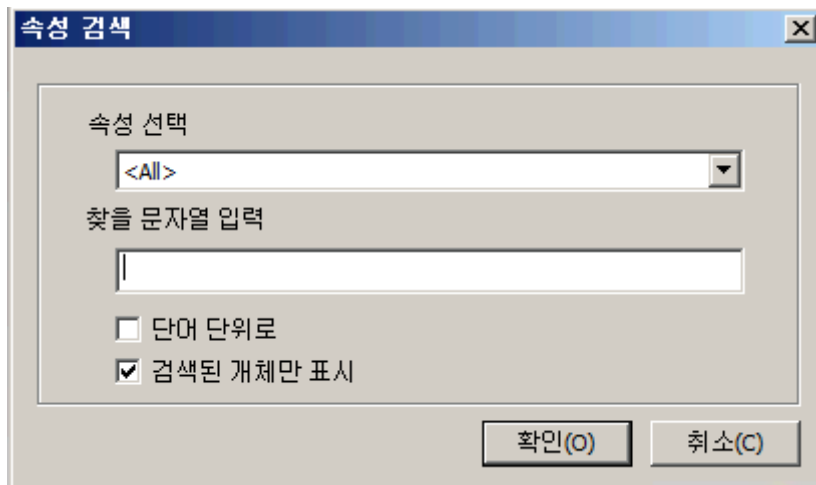 속성 검색
속성 선택
<All>
찾을 문자열 입력
단어 단위로
검색된 개체만 표시
확인(O) 취소(C)